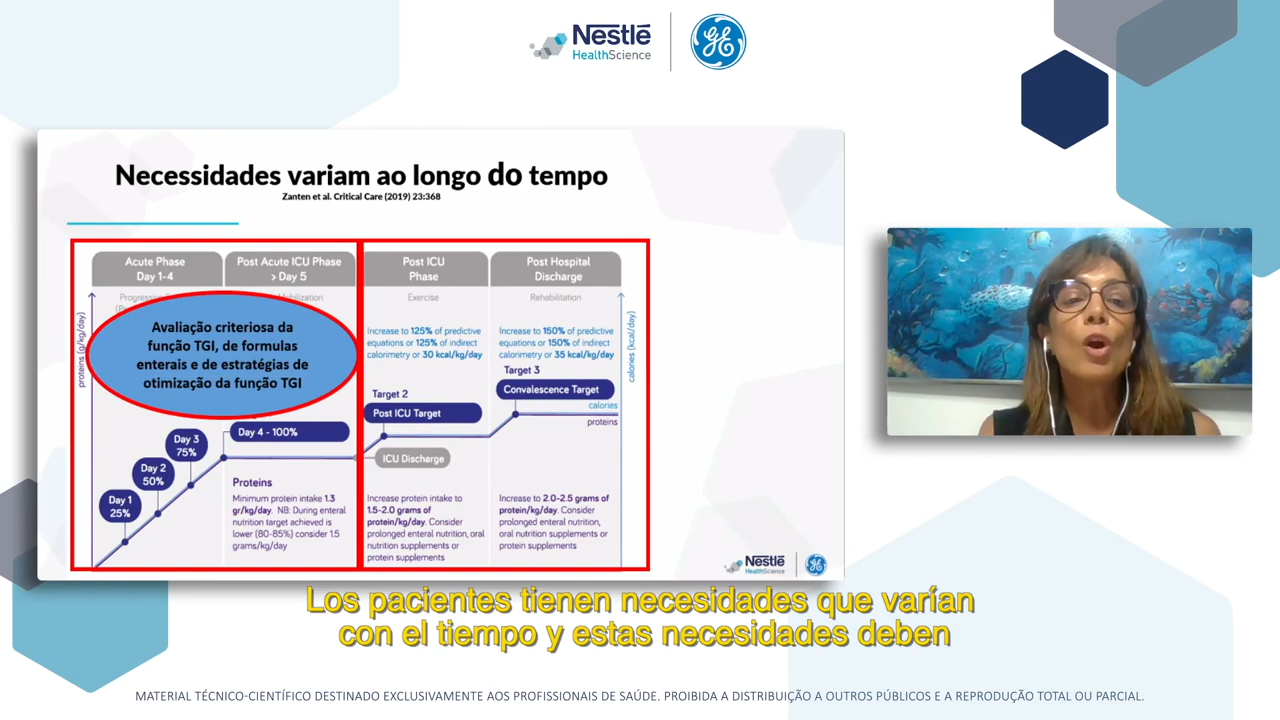 Nestlé
HealthScience
GE
Necessidades variam ao longo do tempo
Zanten et al. Critical Care (2019) 23:368
Acute Phase
Day 1-4
Post Acute ICU Phase
> Day 5
Post ICU
Phase
Post Hospital
Discharge
Exercise
Rehabilitation
proteins (g/kg/day)
calories (kcal/day)
Avaliação criteriosa da
função TGI, de formulas
enterais e de estratégias de
otimização da função TGI
Increase to 125% of predictive
equations or 125% of indirect
calorimetry or 30 kcal/kg/day
Increase to 150% of predictive
equations or 150% of indirect
calorimetry or 35 kcal/kg/day
Target 2
Post ICU Target
Target 3
Convalescence Target
calories
proteins
Day 1
25%
Day 2
50%
Day 3
75%
Day 4 - 100%
ICU Discharge
Proteins
Minimum protein intake 1.3
gr/kg/day. NB: During enteral
nutrition target achieved is
lower (80-85%) consider 1.5
grams/kg/day
Increase protein intake to
1.5-2.0 grams of
protein/kg/day. Consider
prolonged enteral nutrition, oral
nutrition supplements or
protein supplements
Increase to 2.0-2.5 grams of
protein/kg/day. Consider
prolonged enteral nutrition,
oral nutrition supplements or
protein supplements
Nestlé
HealthScience
GE
Los pacientes tienen necesidades que varían
con el tiempo y estas necesidades deben
MATERIAL TÉCNICO-CIENTÍFICO DESTINADO EXCLUSIVAMENTE AOS PROFISSIONAIS DE SAÚDE. PROIBIDA A DISTRIBUIÇÃO A OUTROS PÚBLICOS E A REPRODUÇÃO TOTAL OU PARCIAL.